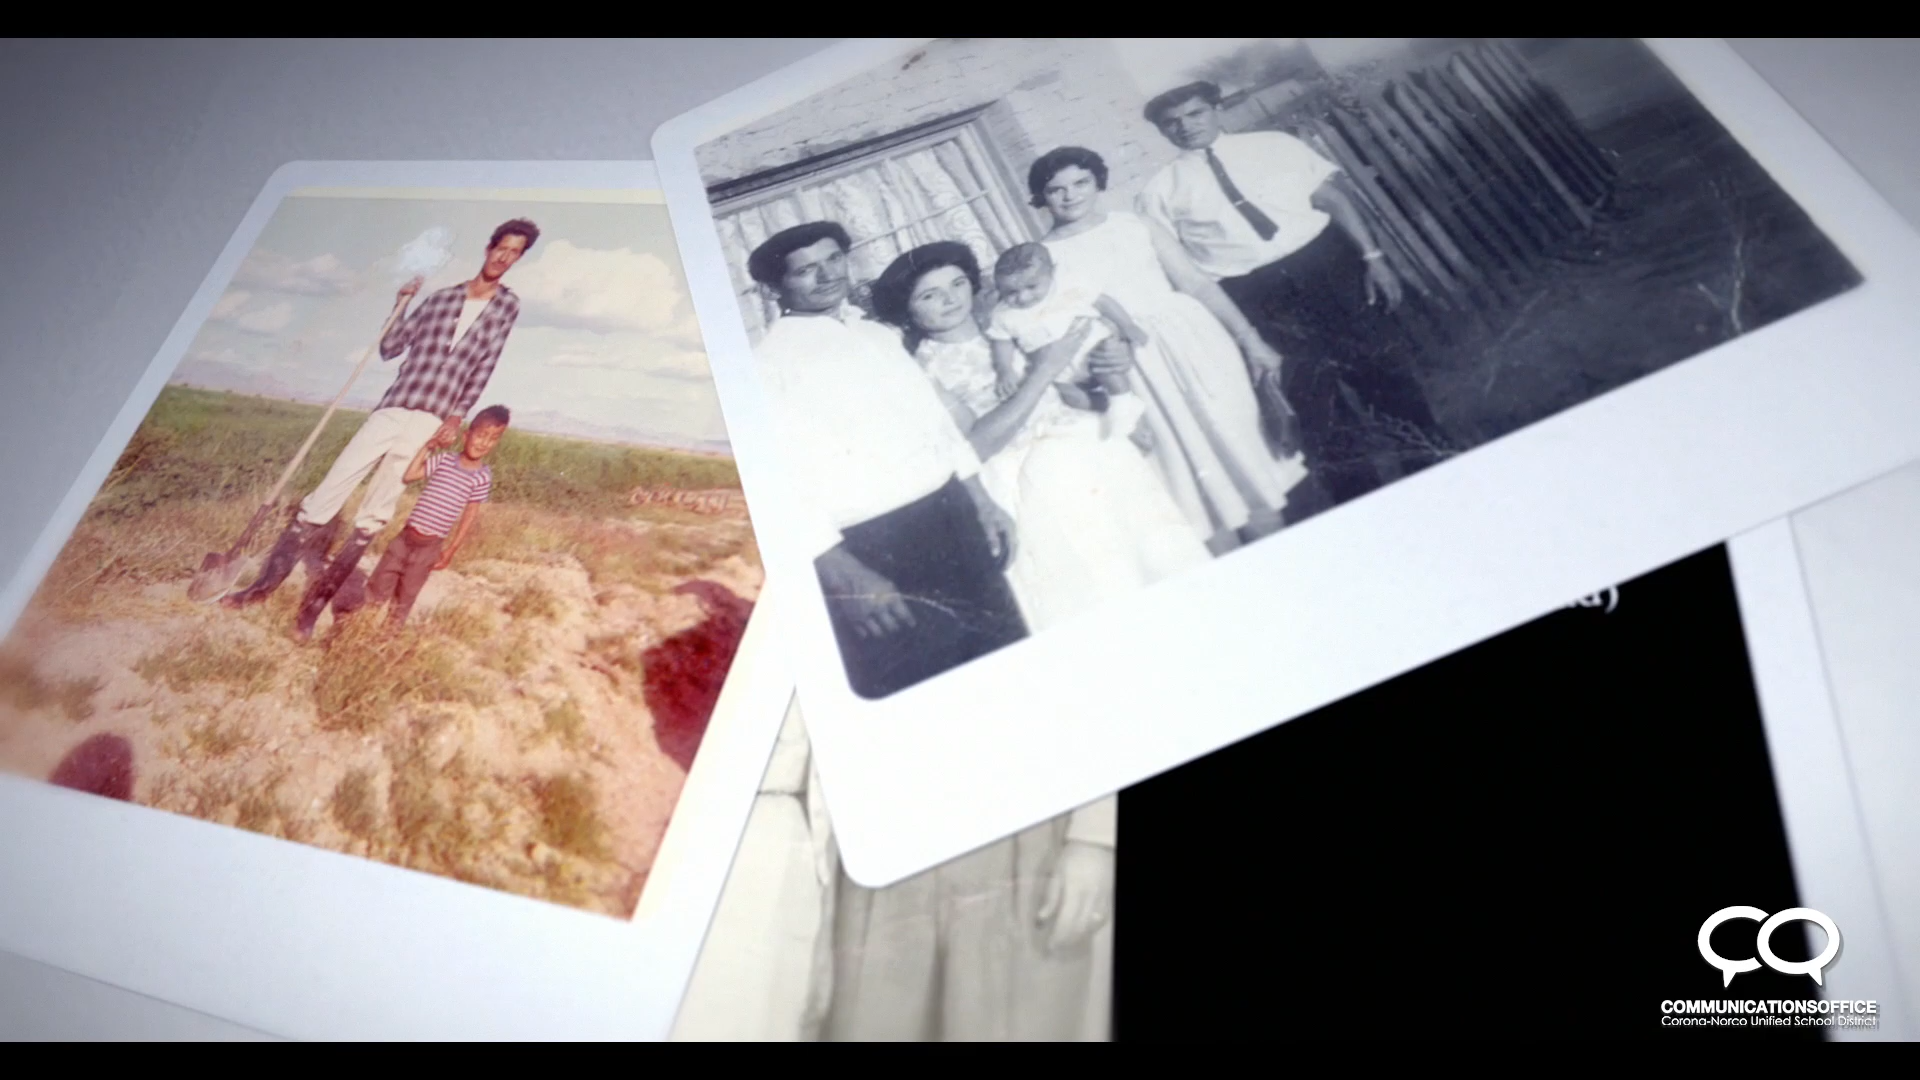 COMMUNICATIONSOFFICE
Corona-Norco Unified School District